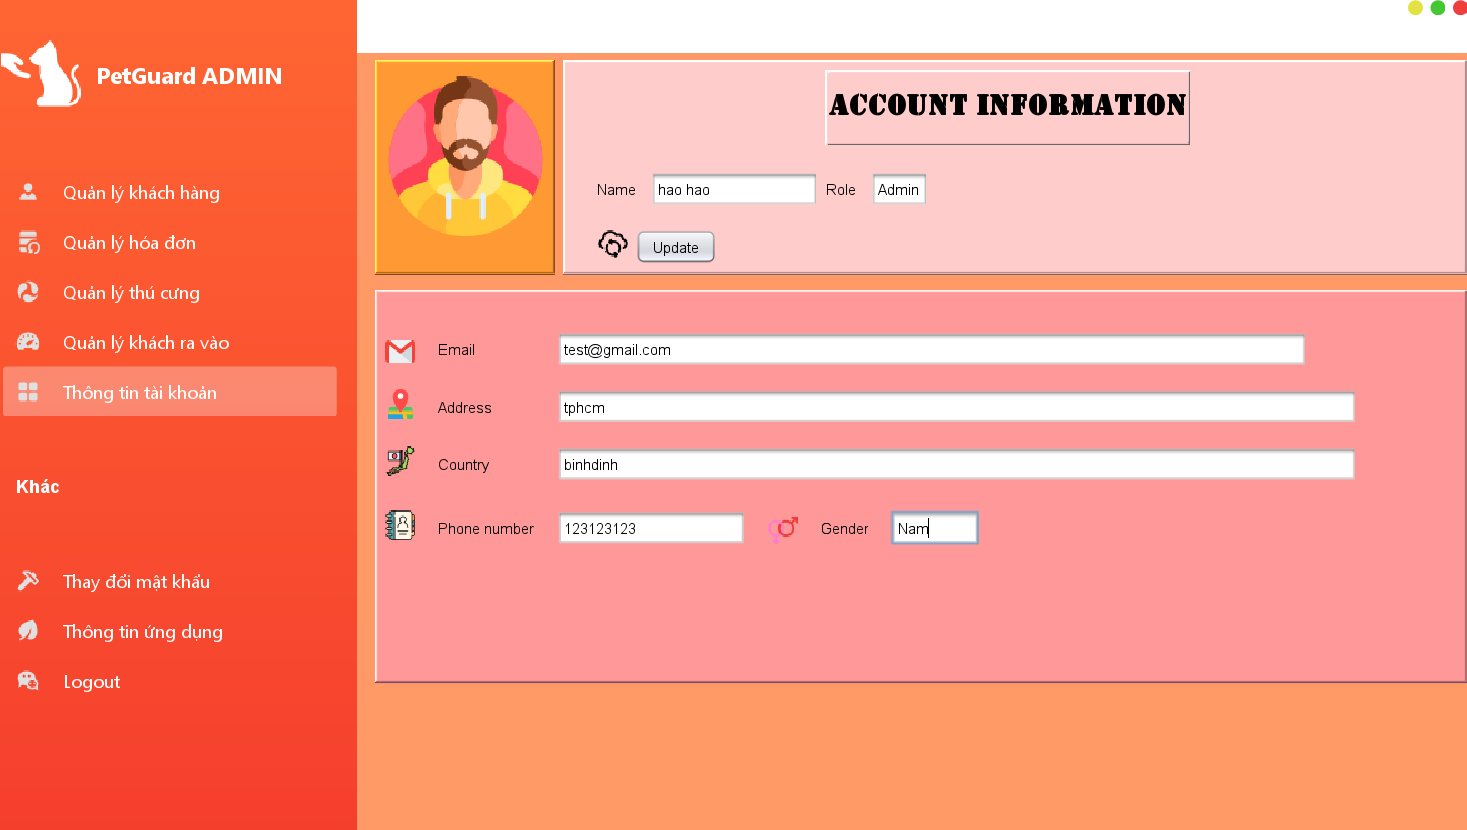 PetGuard ADMIN
Quản lý khách hàng
Quản lý hóa đơn
Quản lý thú cưng
Quản lý khách ra vào
Thông tin tài khoản
Khác
Thay đổi mật khẩu
Thông tin ứng dụng
Logout
ACCOUNT INFORMATION
Name hao hao Role Admin
Update
Email test@gmail.com
Address tphcm
Country binhdinh
Phone number 123123123 Gender Nam